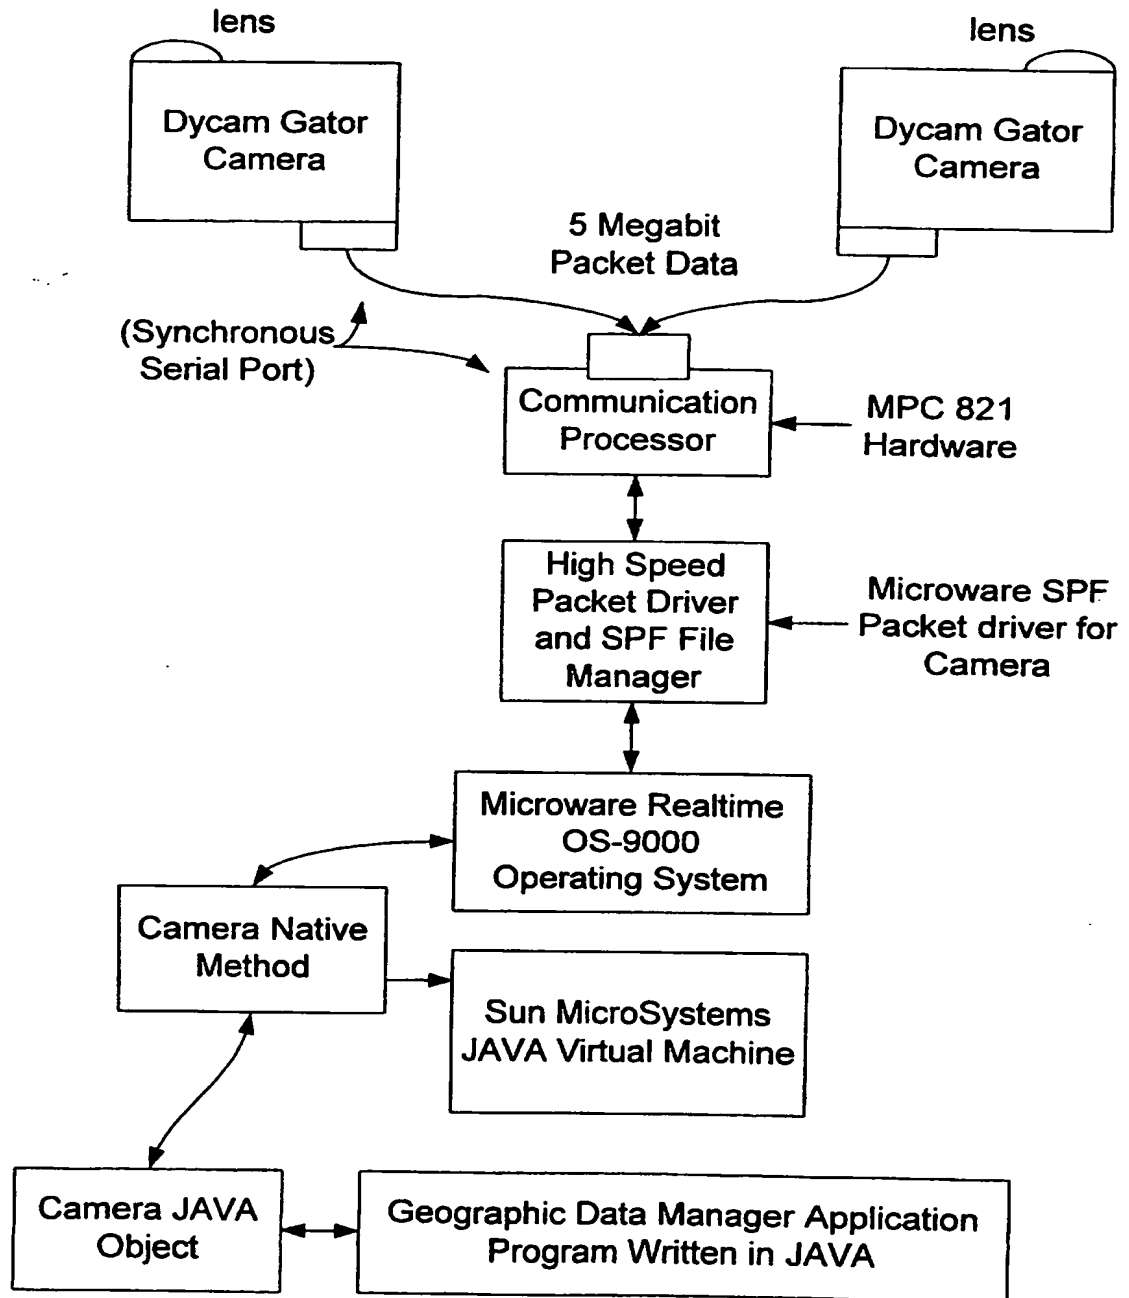 lens
lens
Dycam Gator
Camera
Dycam Gator
Camera
5 Megabit
Packet Data
(Synchronous
Serial Port)
Communication
Processor
MPC 821
Hardware
High Speed
Packet Driver
and SPF File
Manager
Microware SPF
Packet driver for
Camera
Microware Realtime
OS-9000
Operating System
Camera Native
Method
Sun MicroSystems
JAVA Virtual Machine
Camera JAVA
Object
Geographic Data Manager Application
Program Written in JAVA